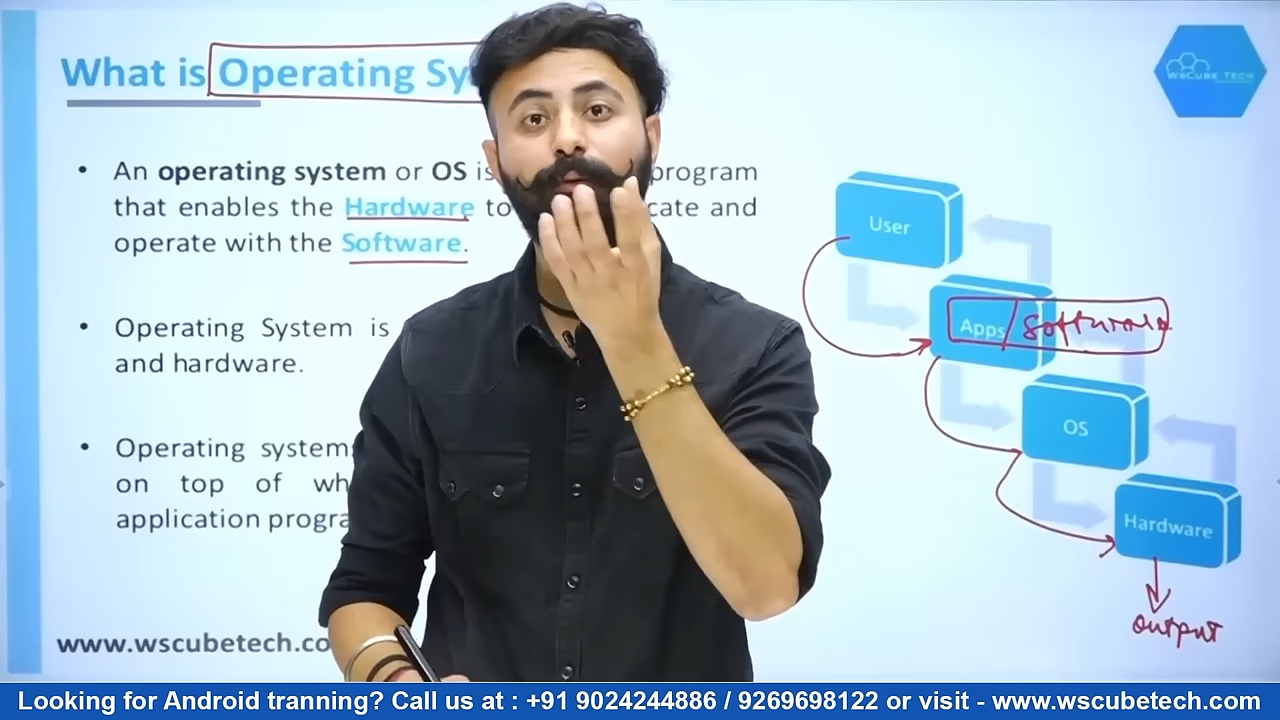 What is Operating Sy
WsCube Tech
An operating system or OS is program
that enables the Hardware to cate and
operate with the Software.
User
Apps / Software
Operating System is
and hardware.
OS
Operating system
on top of wh
application progra
Hardware
output
www.wscubetech.co
Looking for Android tranning? Call us at : +91 9024244886 / 9269698122 or visit - www.wscubetech.com